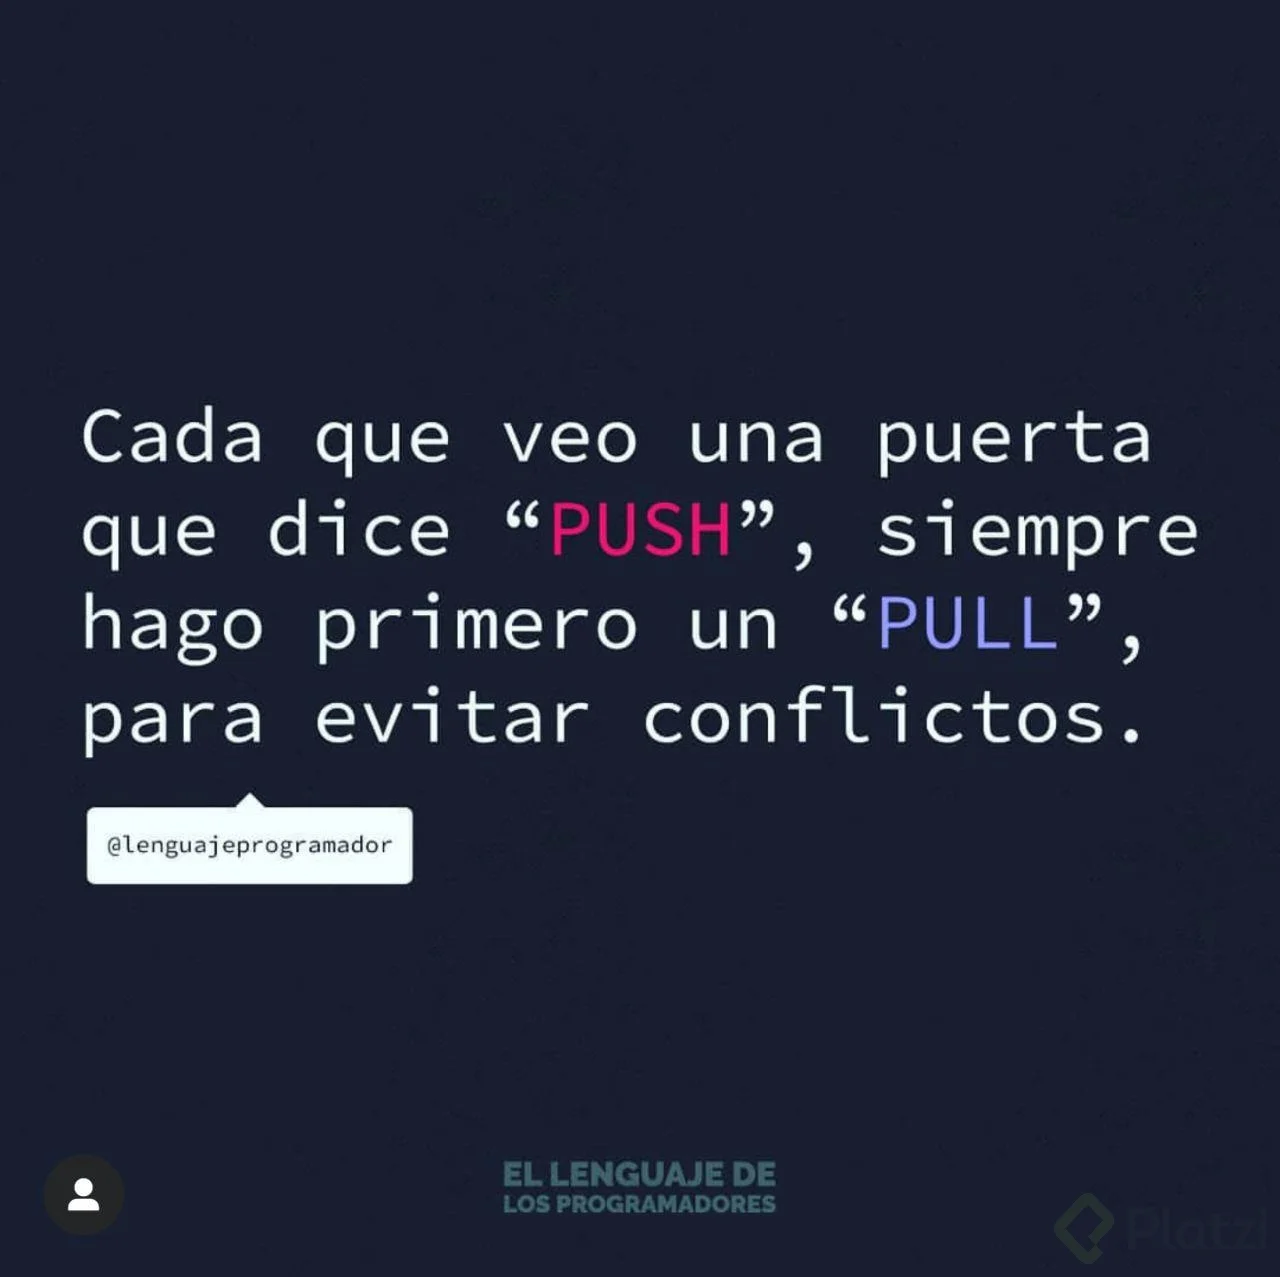 Cada que veo una puerta
que dice “PUSH”, siempre
hago primero un “PULL”,
para evitar conflictos.
@lenguajeprogramador
EL LENGUAJE DE
LOS PROGRAMADORES
Platzi